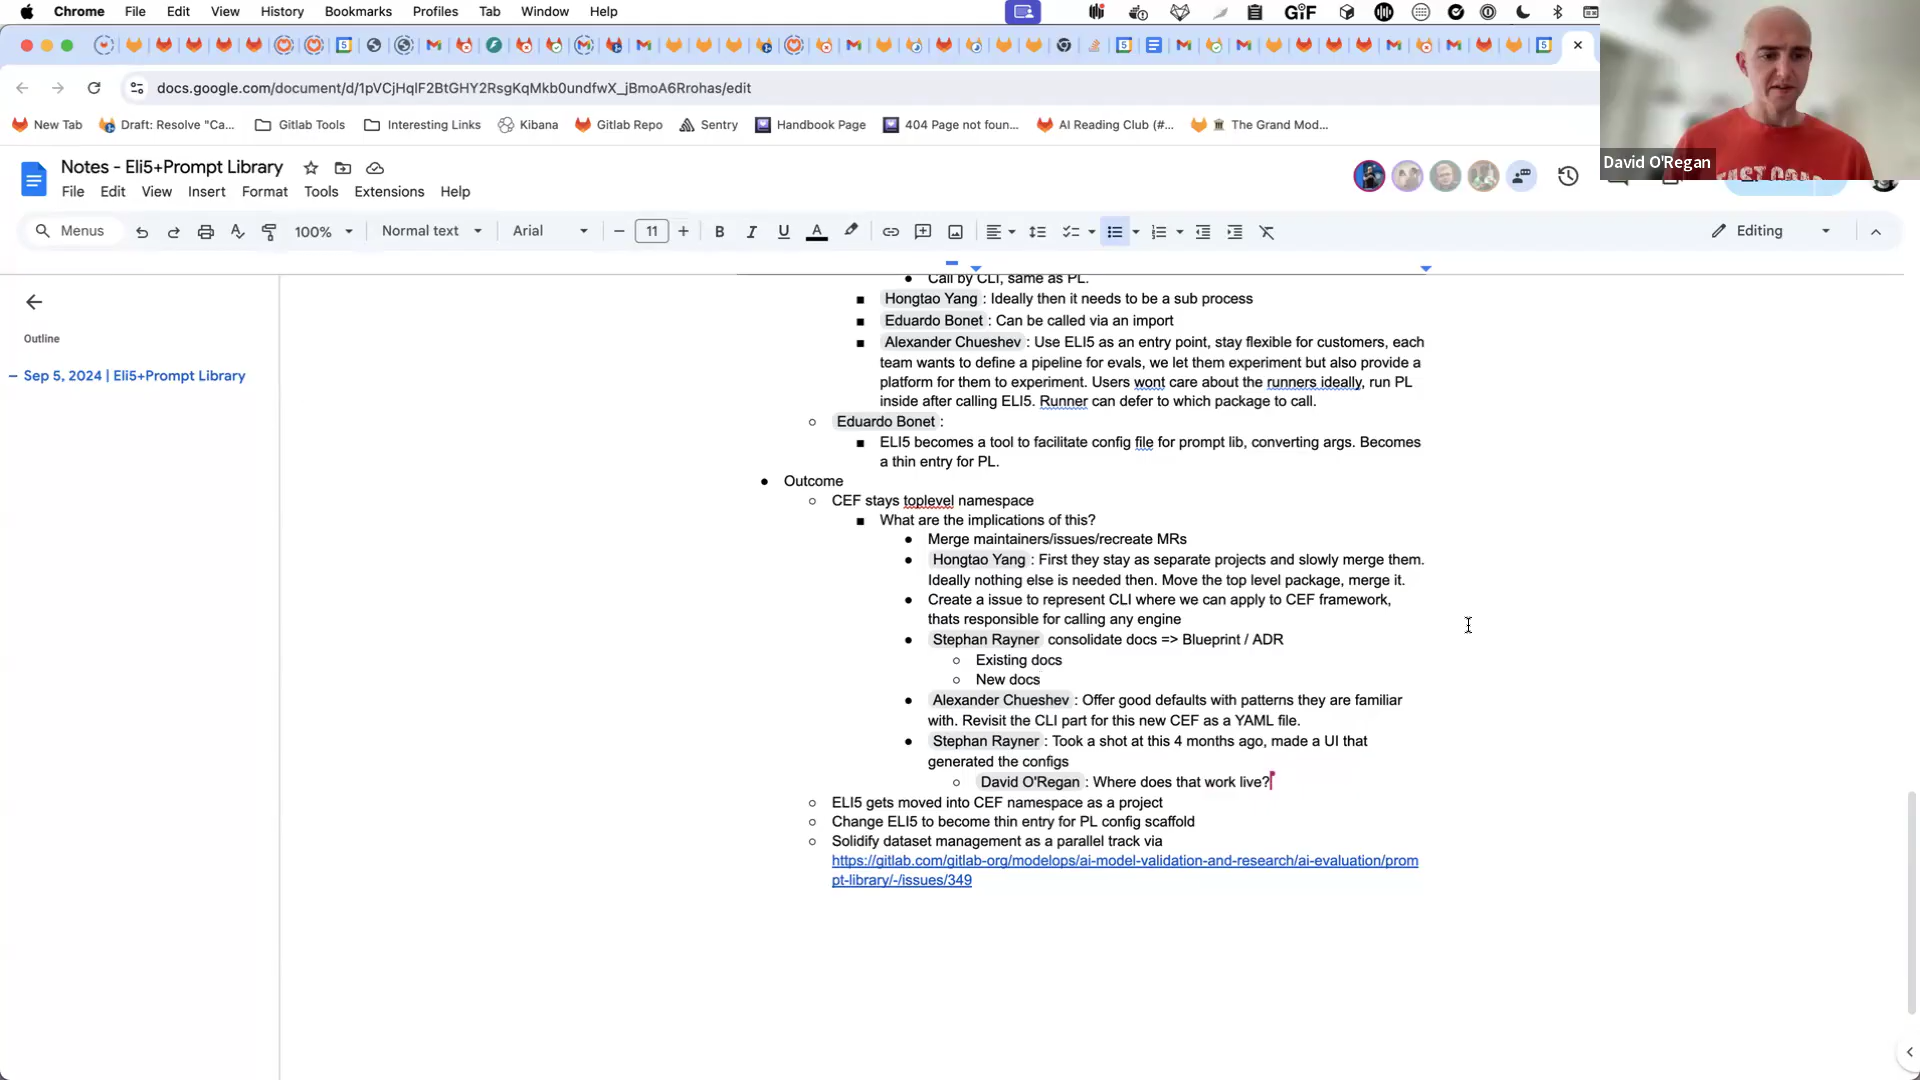 Chrome File Edit View History Bookmarks Profiles Tab Window Help
GIF
docs.google.com/document/d/1pVCjHqlF2BtGHY2RsgKqMkb0undfwX_jBmoA6Rrohas/edit
New Tab Draft: Resolve "Ca... Gitlab Tools Interesting Links Kibana Gitlab Repo Sentry Handbook Page 404 Page not foun... AI Reading Club (#... The Grand Mod...
David O'Regan
Notes - Eli5+Prompt Library
File Edit View Insert Format Tools Extensions Help
Menus 100% Normal text Arial 11 Editing
Outline
Sep 5, 2024 | Eli5+Prompt Library
Call by CLI, same as PL.
Hongtao Yang : Ideally then it needs to be a sub process
Eduardo Bonet : Can be called via an import
Alexander Chueshev : Use ELI5 as an entry point, stay flexible for customers, each
team wants to define a pipeline for evals, we let them experiment but also provide a
platform for them to experiment. Users wont care about the runners ideally, run PL
inside after calling ELI5. Runner can defer to which package to call.
Eduardo Bonet :
ELI5 becomes a tool to facilitate config file for prompt lib, converting args. Becomes
a thin entry for PL.
Outcome
CEF stays toplevel namespace
What are the implications of this?
Merge maintainers/issues/recreate MRs
Hongtao Yang : First they stay as separate projects and slowly merge them.
Ideally nothing else is needed then. Move the top level package, merge it.
Create a issue to represent CLI where we can apply to CEF framework,
thats responsible for calling any engine
Stephan Rayner consolidate docs => Blueprint / ADR
Existing docs
New docs
Alexander Chueshev : Offer good defaults with patterns they are familiar
with. Revisit the CLI part for this new CEF as a YAML file.
Stephan Rayner : Took a shot at this 4 months ago, made a UI that
generated the configs
David O'Regan : Where does that work live?
ELI5 gets moved into CEF namespace as a project
Change ELI5 to become thin entry for PL config scaffold
Solidify dataset management as a parallel track via
https://gitlab.com/gitlab-org/modelops/ai-model-validation-and-research/ai-evaluation/prom
pt-library/-/issues/349